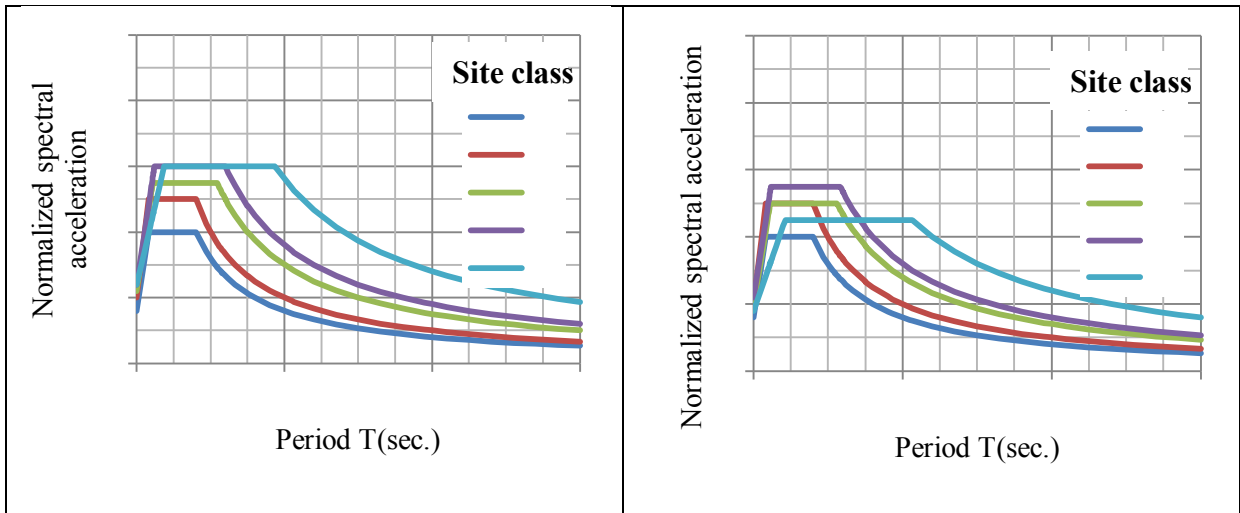 Site class
Normalized spectral
acceleration
Period T(sec.)
Site class
Normalized spectral acceleration
Period T(sec.)